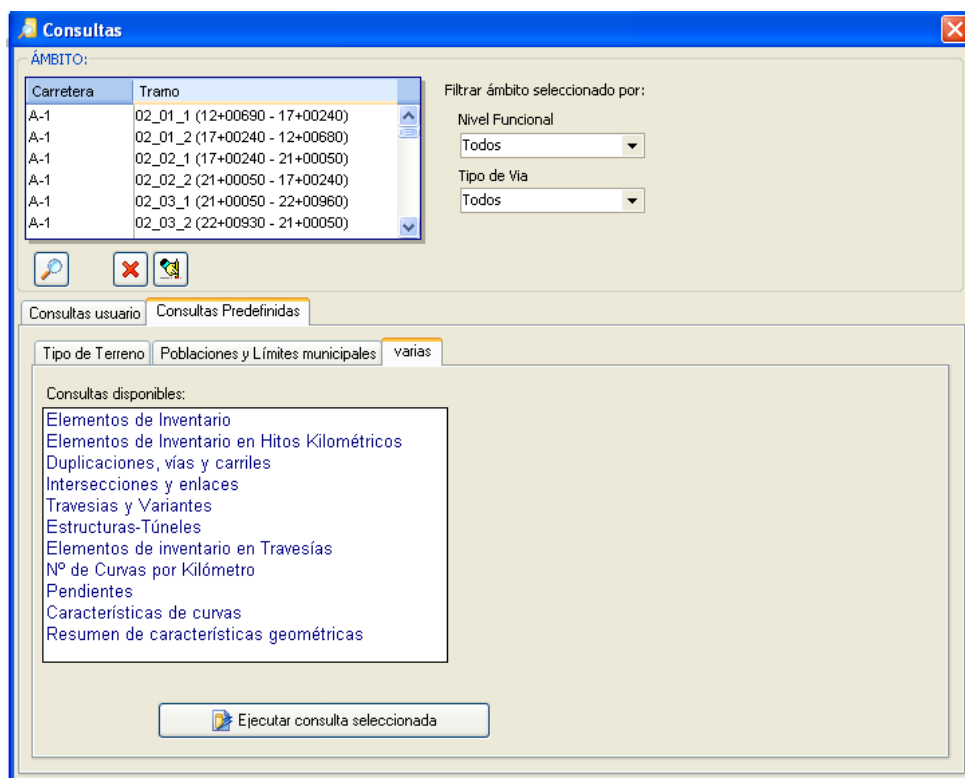 Consultas
ÁMBITO:
Carretera Tramo
A-1 02_01_1 (12+00690 - 17+00240)
A-1 02_01_2 (17+00240 - 12+00680)
A-1 02_02_1 (17+00240 - 21+00050)
A-1 02_02_2 (21+00050 - 17+00240)
A-1 02_03_1 (21+00050 - 22+00960)
A-1 02_03_2 (22+00930 - 21+00050)
Filtrar ámbito seleccionado por:
Nivel Funcional
Todos
Tipo de Via
Todos
Consultas usuario Consultas Predefinidas
Tipo de Terreno Poblaciones y Límites municipales varias
Consultas disponibles:
Elementos de Inventario
Elementos de Inventario en Hitos Kilométricos
Duplicaciones, vías y carriles
Intersecciones y enlaces
Travesias y Variantes
Estructuras-Túneles
Elementos de inventario en Travesías
Nº de Curvas por Kilómetro
Pendientes
Características de curvas
Resumen de características geométricas
Ejecutar consulta seleccionada